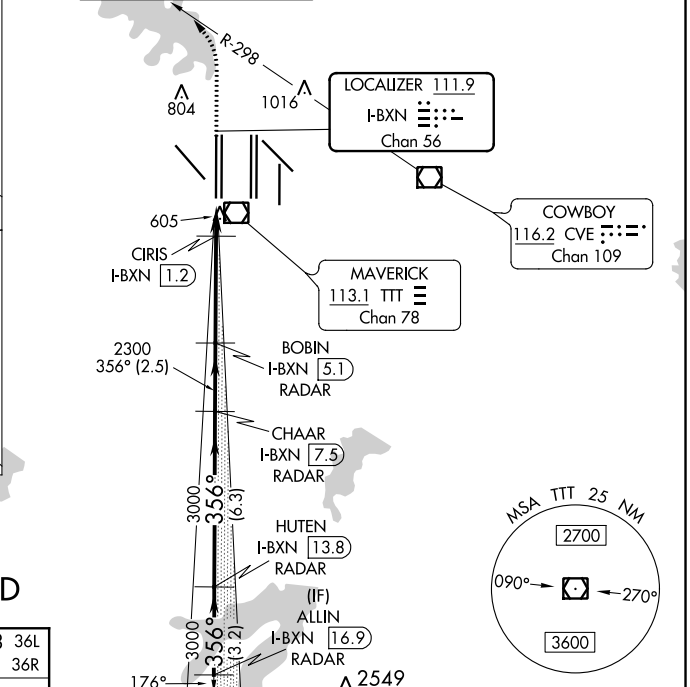 R-298
804
1016
LOCALIZER 111.9
I-BXN
Chan 56
605
COWBOY
116.2 CVE
Chan 109
CIRIS
I-BXN 1.2
MAVERICK
113.1 TTT
Chan 78
2300
356° (2.5)
BOBIN
I-BXN 5.1
RADAR
CHAAR
I-BXN 7.5
RADAR
3000
356°
(6.3)
MSA TTT 25 NM
2700
090°
270°
3600
HUTEN
I-BXN 13.8
RADAR
D
(IF)
ALLIN
I-BXN 16.9
RADAR
3000
356°
(3.2)
36L
36R
176°
2549